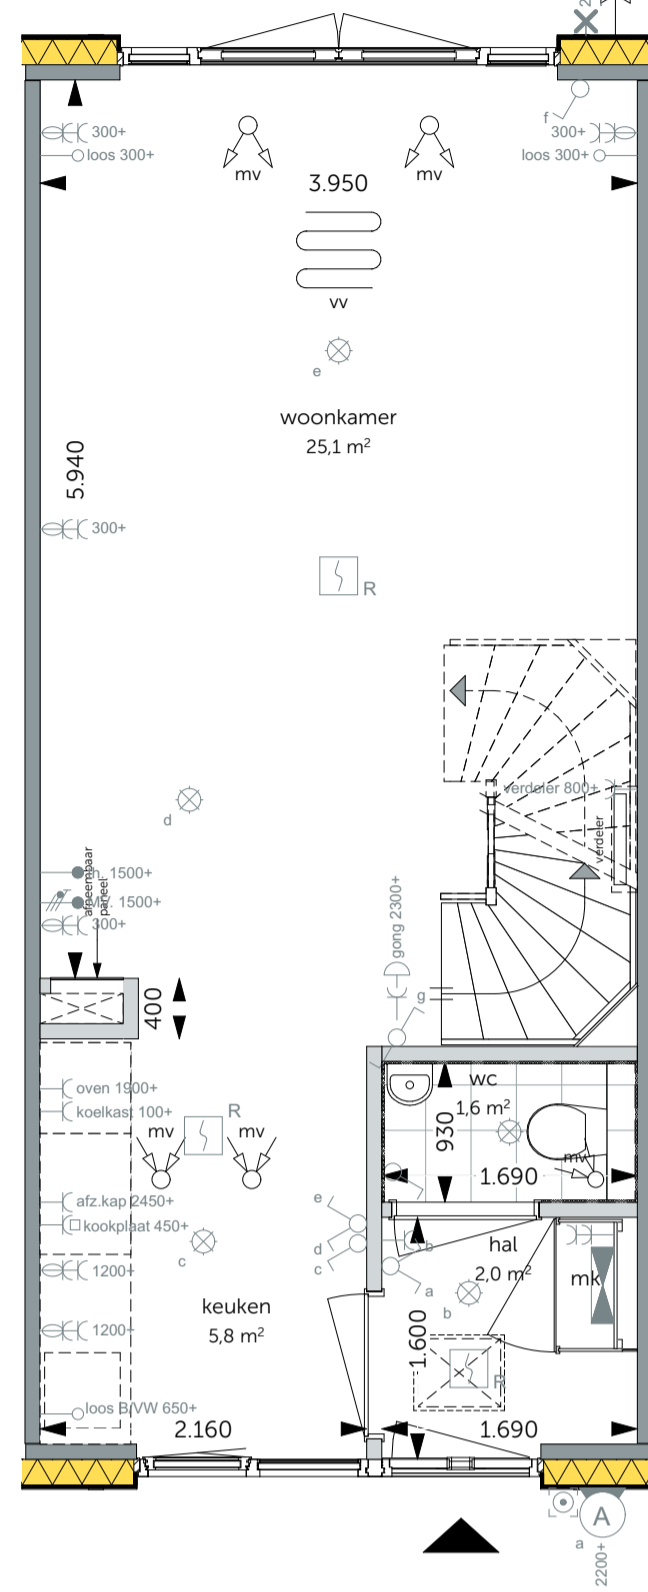 2
f
300+
300+
loos 300+
loos 300+
mv
mv
3.950
vv
e
woonkamer
25,1 m²
5.940
300+
R
verdeler 800+
verdeler
d
h. 1500+
1500+
afneembaar
paneel
300+
gong 2300+
g
400
oven 1900+
koelkast 100+
R
mv
mv
wc
1,6 m²
930
1.690
mv
afz.kap 2450+
kookplaat 450+
e
d
c
c
b
hal
2,0 m²
a
b
mk
1200+
1200+
keuken
5,8 m²
1.600
R
loos B/VW 650+
2.160
1.690
A
a
2200+